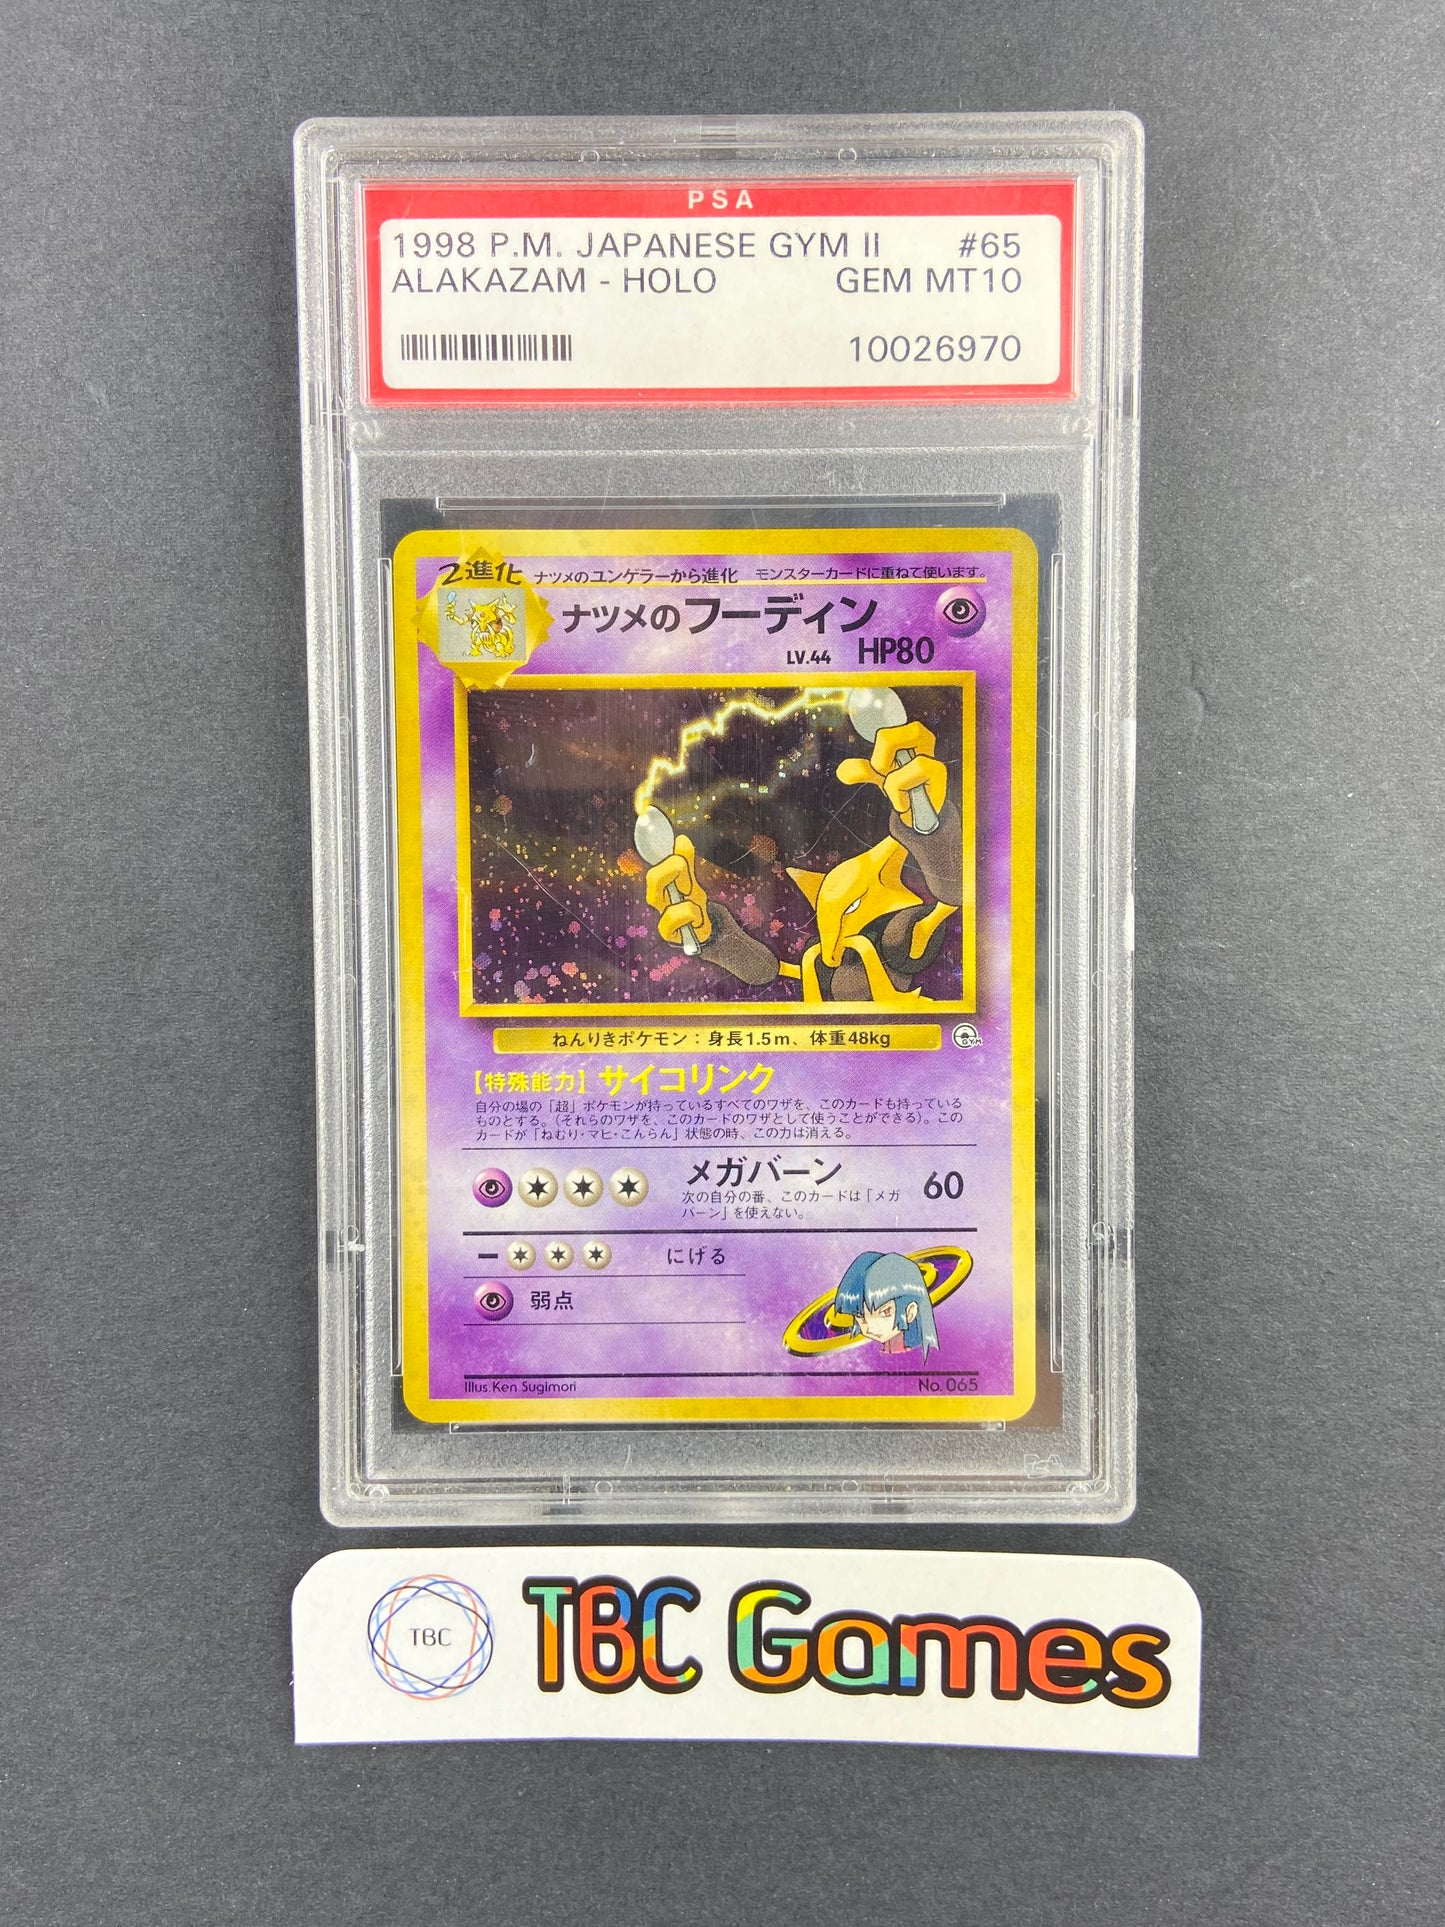 PSA
1998 P.M. JAPANESE GYM II #65
ALAKAZAM - HOLO GEM MT10
10026970
2進化 ナツメのユンゲラーから進化 モンスターカードに重ねて使います。
ナツメのフーディン
LV.44 HP80
ねんりきポケモン：身長1.5m、体重48kg
GYM
【特殊能力】サイコリンク
自分の場の「超」ポケモンが持っているすべてのワザを、このカードも持っている
ものとする。（それらのワザを、このカードのワザとして使うことができる）。この
カードが「ねむり・マヒ・こんらん」状態の時、この力は消える。
メガバーン 60
次の自分の番、このカードは「メガ
バーン」を使えない。
− にげる
弱点
Illus. Ken Sugimori No. 065
PSA
TBC TBC Games